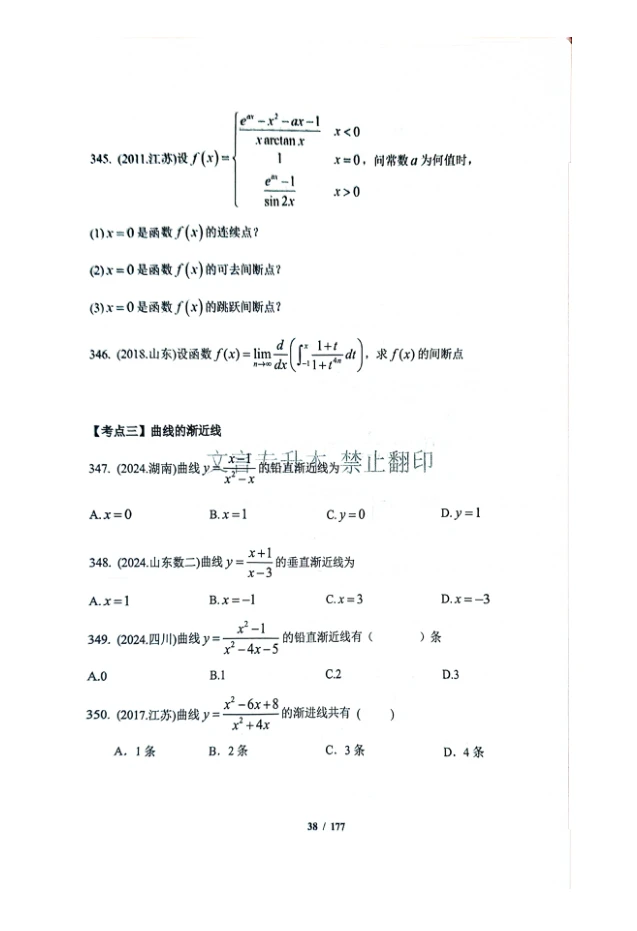 345. (2011.江苏)设 f(x)={ (e^{ax}-x²-ax-1)/(x arctan x)  x<0
1  x=0，问常数 a 为何值时，
(e^{ax}-1)/(sin 2x)  x>0
(1) x=0 是函数 f(x) 的连续点？
(2) x=0 是函数 f(x) 的可去间断点？
(3) x=0 是函数 f(x) 的跳跃间断点？
346. (2018.山东)设函数 f(x)=lim_{n→∞} d/dx (∫_{-1}^{x} (1+t)/(1+t^{4n}) dt)，求 f(x) 的间断点
【考点三】曲线的渐近线
文言专升本 禁止翻印
347. (2024.湖南)曲线 y=(x-1)/(x²-x) 的铅直渐近线为
A. x=0 B. x=1 C. y=0 D. y=1
348. (2024.山东数二)曲线 y=(x+1)/(x-3) 的垂直渐近线为
A. x=1 B. x=-1 C. x=3 D. x=-3
349. (2024.四川)曲线 y=(x²-1)/(x²-4x-5) 的铅直渐近线有（ ）条
A.0 B.1 C.2 D.3
350. (2017.江苏)曲线 y=(x²-6x+8)/(x²+4x) 的渐进线共有 ( )
A．1 条 B．2 条 C．3 条 D．4 条
38 / 177